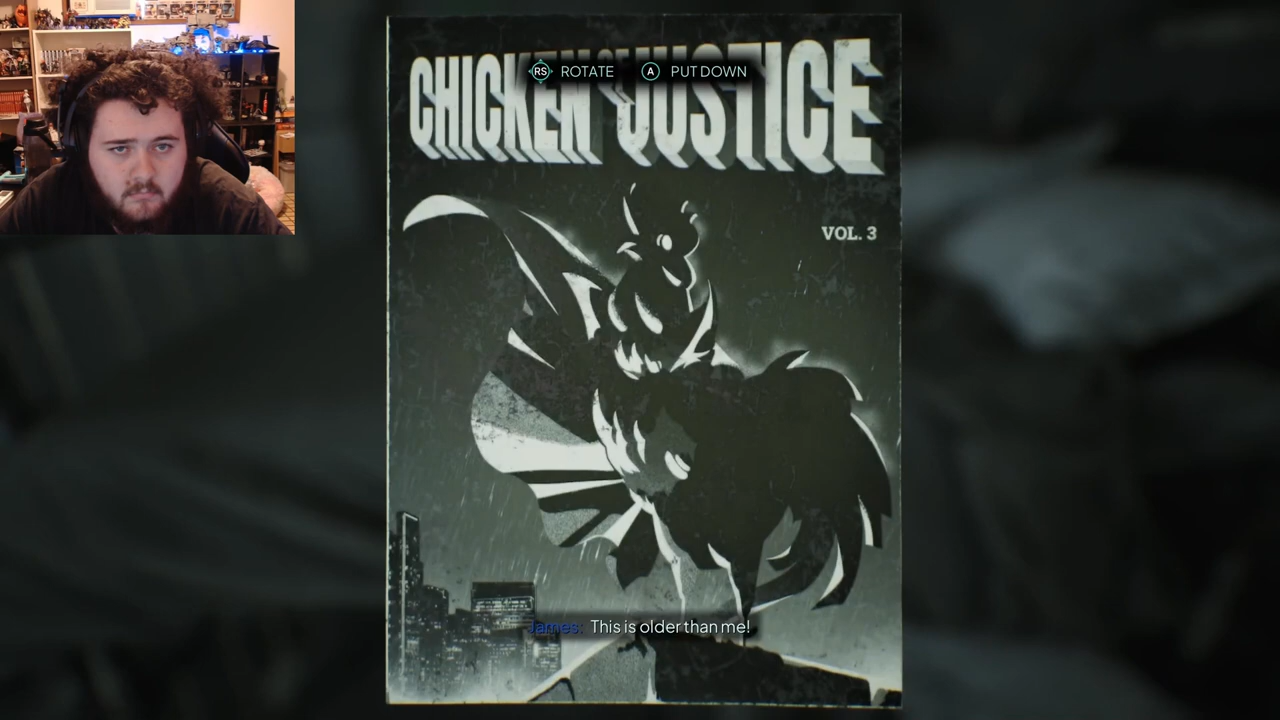 CHICKEN JUSTICE
RS ROTATE A PUT DOWN
VOL. 3
James: This is older than me!